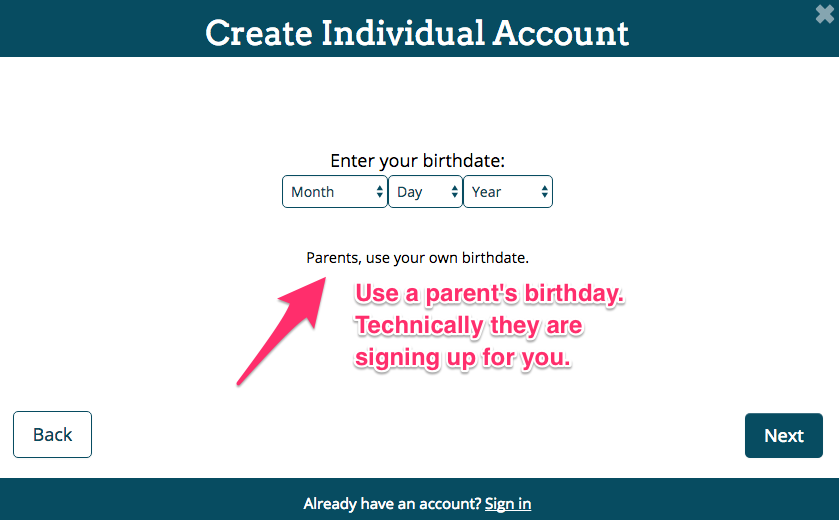 Create Individual Account
Enter your birthdate:
Month Day Year
Parents, use your own birthdate.
Use a parent's birthday.
Technically they are
signing up for you.
Back
Next
Already have an account? Sign in